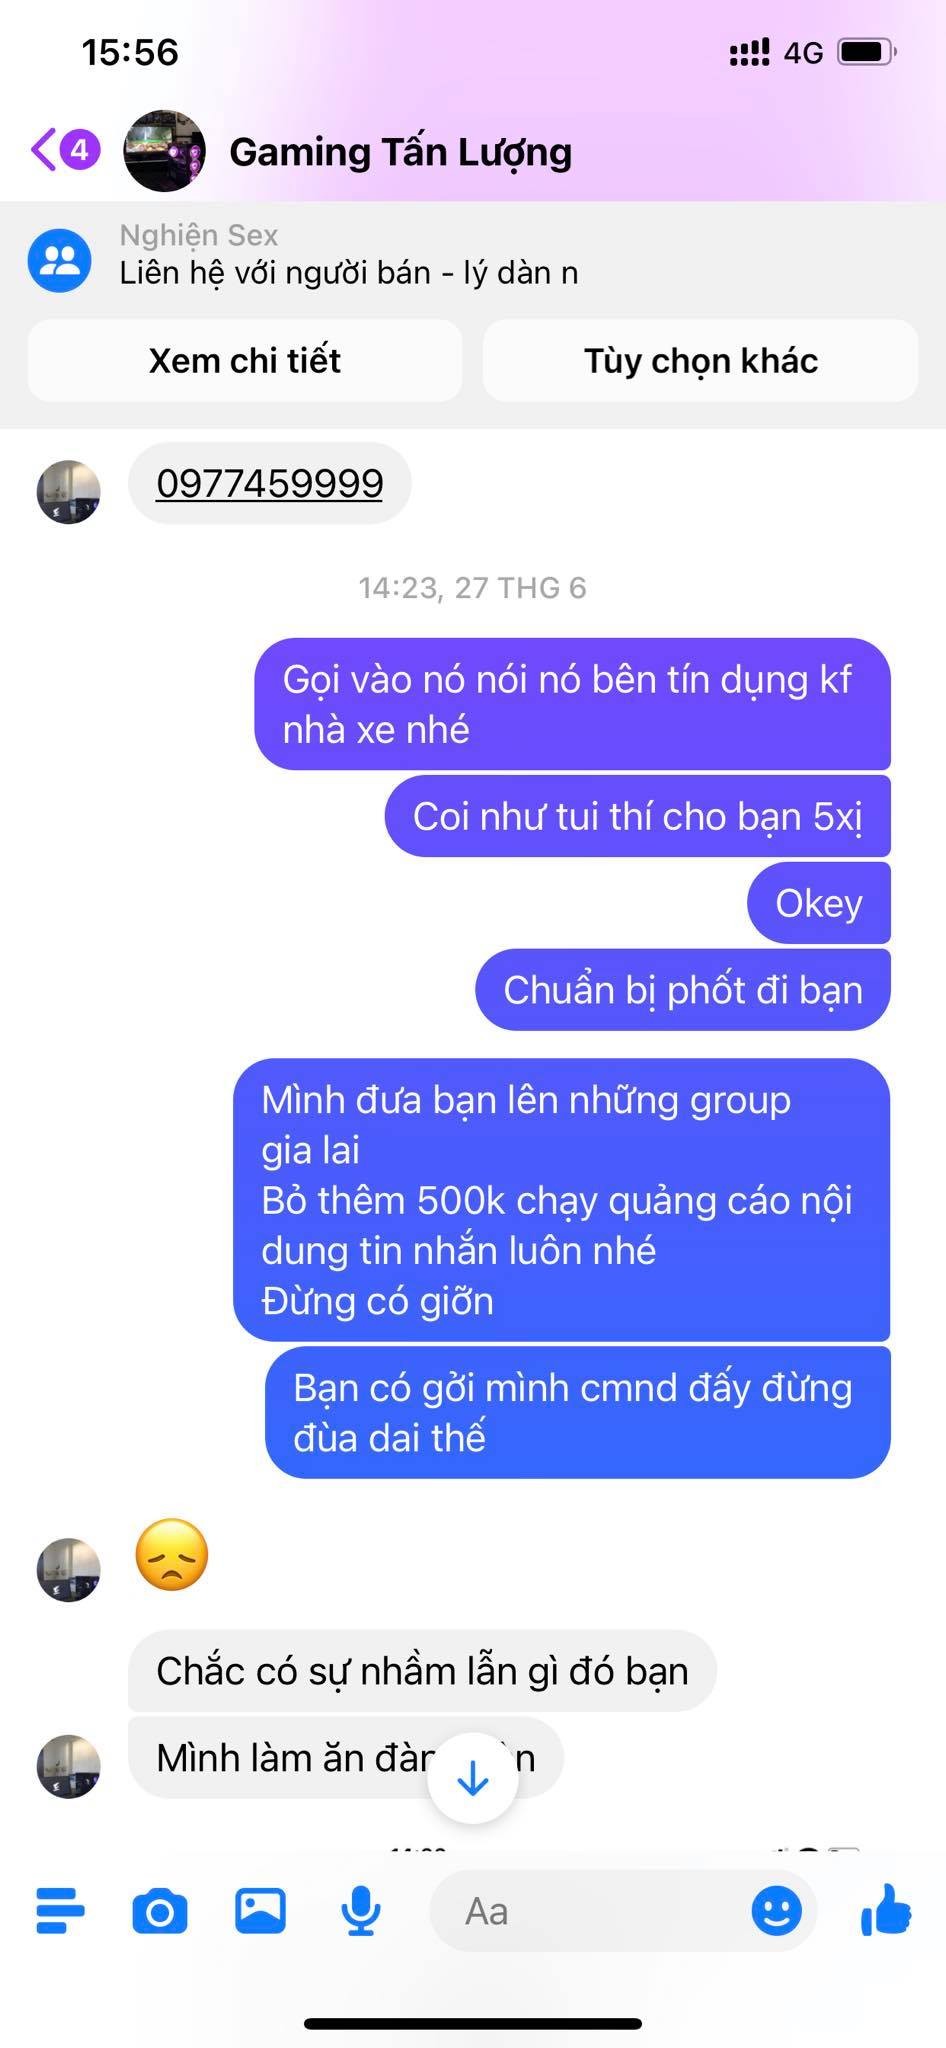 15:56
4G
4
Gaming Tấn Lượng
Nghiện Sex
Liên hệ với người bán - lý dàn n
Xem chi tiết
Tùy chọn khác
0977459999
14:23, 27 THG 6
Gọi vào nó nói nó bên tín dụng kf
nhà xe nhé
Coi như tui thí cho bạn 5xị
Okey
Chuẩn bị phốt đi bạn
Mình đưa bạn lên những group
gia lai
Bỏ thêm 500k chạy quảng cáo nội
dung tin nhắn luôn nhé
Đừng có giỡn
Bạn có gởi mình cmnd đấy đừng
đùa dai thế
Chắc có sự nhầm lẫn gì đó bạn
Mình làm ăn
Aa